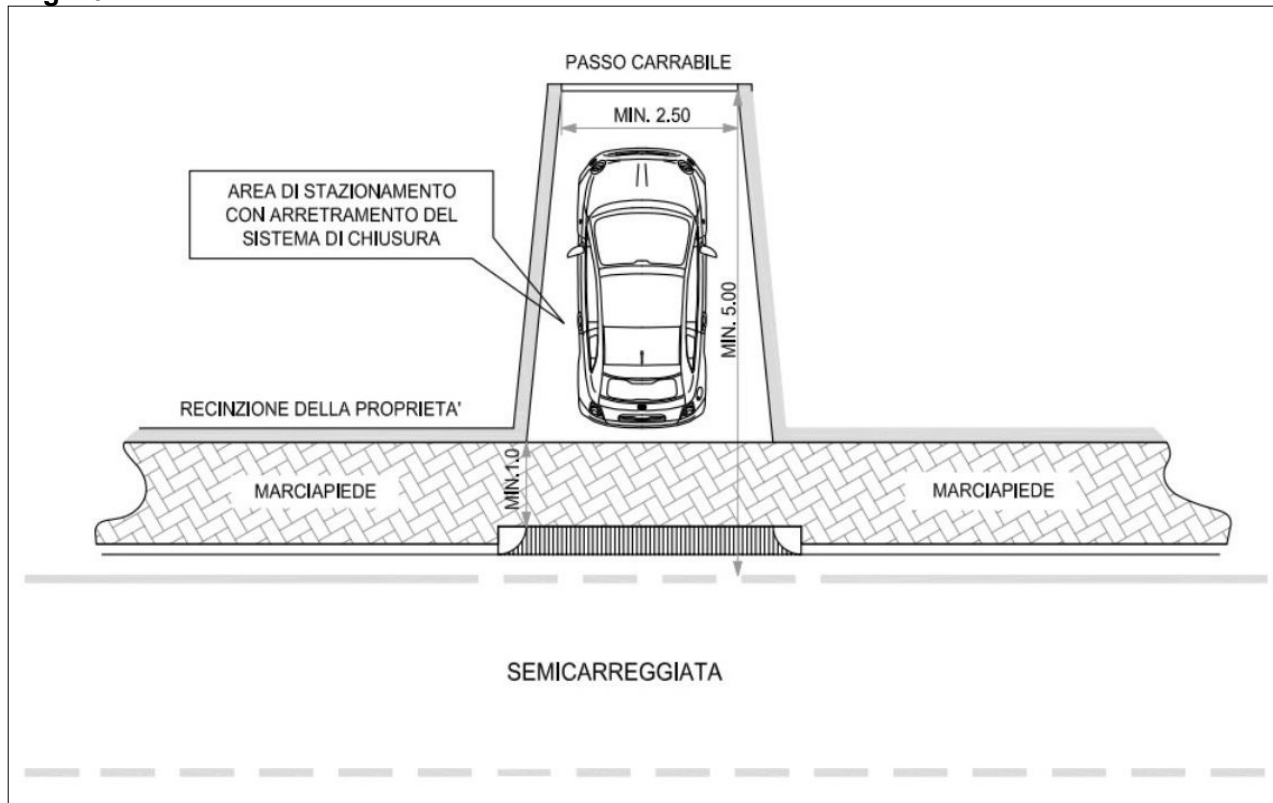 PASSO CARRABILE
MIN. 2.50
AREA DI STAZIONAMENTO
CON ARRETRAMENTO DEL
SISTEMA DI CHIUSURA
MIN. 5.00
RECINZIONE DELLA PROPRIETA'
MIN.1.0
MARCIAPIEDE
MARCIAPIEDE
SEMICARREGGIATA